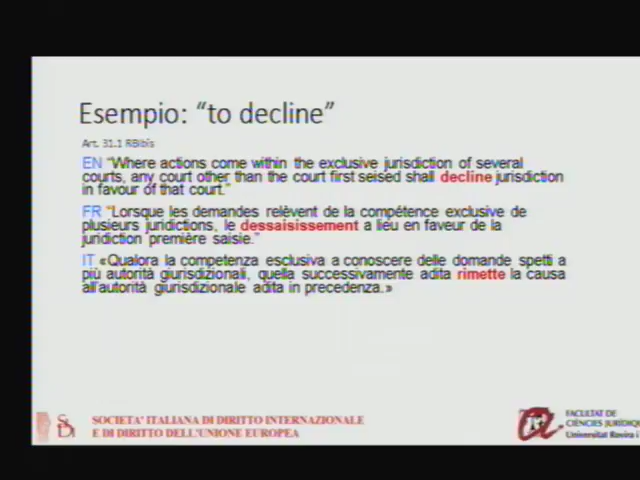 Esempio: “to decline”
Art. 31.1 RBIbis
EN “Where actions come within the exclusive jurisdiction of several
courts, any court other than the court first seised shall decline jurisdiction
in favour of that court.”
FR “Lorsque les demandes relèvent de la compétence exclusive de
plusieurs juridictions, le dessaisissement a lieu en faveur de la
juridiction première saisie.”
IT «Qualora la competenza esclusiva a conoscere delle domande spetti a
più autorità giurisdizionali, quella successivamente adita rimette la causa
all'autorità giurisdizionale adita in precedenza.»
SOCIETA' ITALIANA DI DIRITTO INTERNAZIONALE
E DI DIRITTO DELL'UNIONE EUROPEA
FACULTAT DE
CIÈNCIES JURÍDIQU
Universitat Rovira i